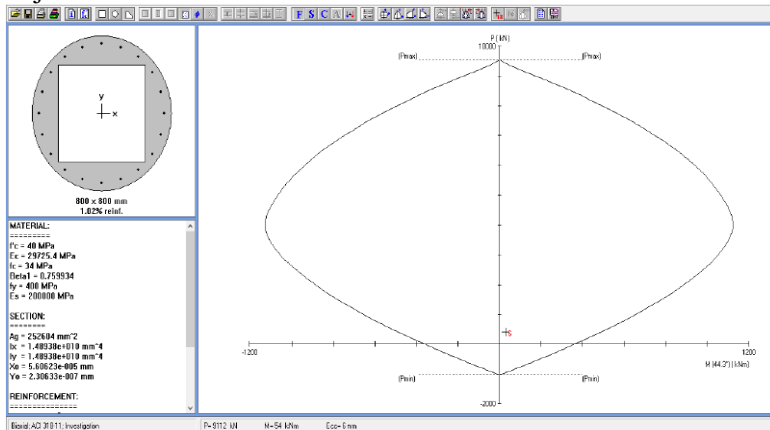 F S C A
P ( kN)
10000
(Pmax) (Pmax)
y
x
800 x 800 mm
1.02% reinf.
MATERIAL:
=========
f'c = 40 MPa
Ec = 29725.4 MPa
fc = 34 MPa
Beta1 = 0.759934
fy = 400 MPa
Es = 200000 MPa
SECTION:
========
Ag = 252604 mm^2
Ix = 1.48938e+010 mm^4
Iy = 1.48938e+010 mm^4
Xo = 5.60623e-005 mm
Yo = 2.30633e-007 mm
REINFORCEMENT:
5
-1200 1200
M (44.3°) ( kNm)
(Pmin) (Pmin)
-2000
Biaxial; ACI 318-11; Investigation P= 9112 kN M= 54 kNm Ecc= 6 mm